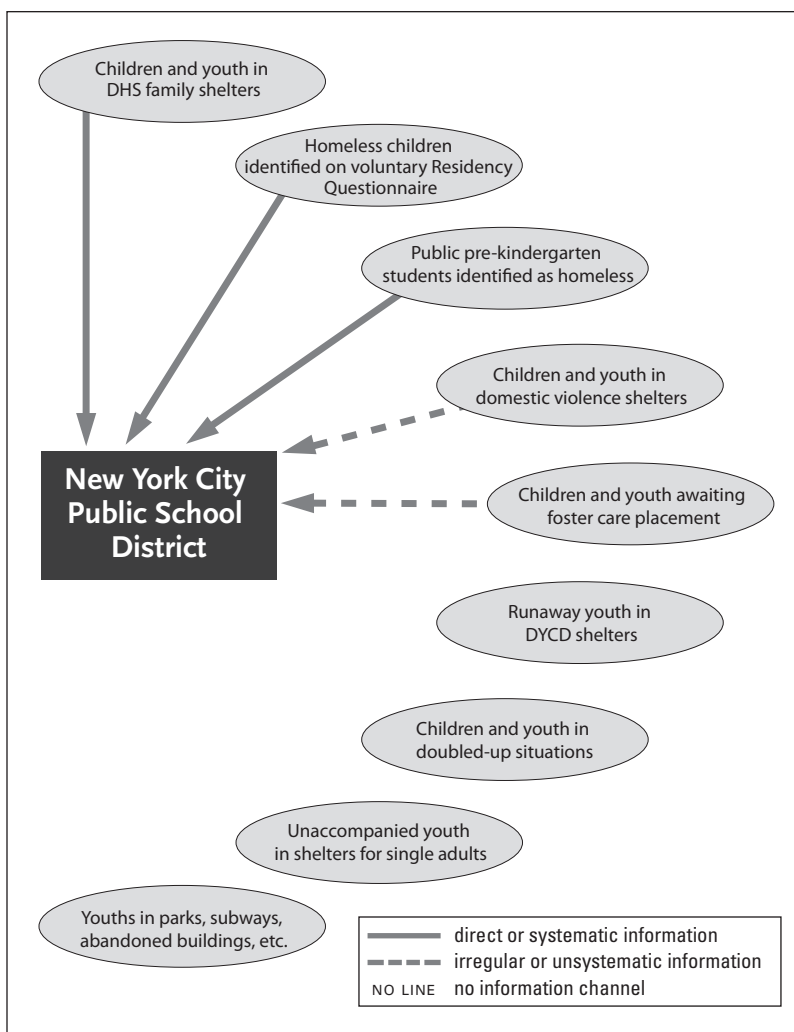 Children and youth in
DHS family shelters
Homeless children
identified on voluntary Residency
Questionnaire
Public pre-kindergarten
students identified as homeless
Children and youth in
domestic violence shelters
New York City
Public School
District
Children and youth awaiting
foster care placement
Runaway youth in
DYCD shelters
Children and youth in
doubled-up situations
Unaccompanied youth
in shelters for single adults
Youths in parks, subways,
abandoned buildings, etc.
direct or systematic information
irregular or unsystematic information
NO LINE no information channel